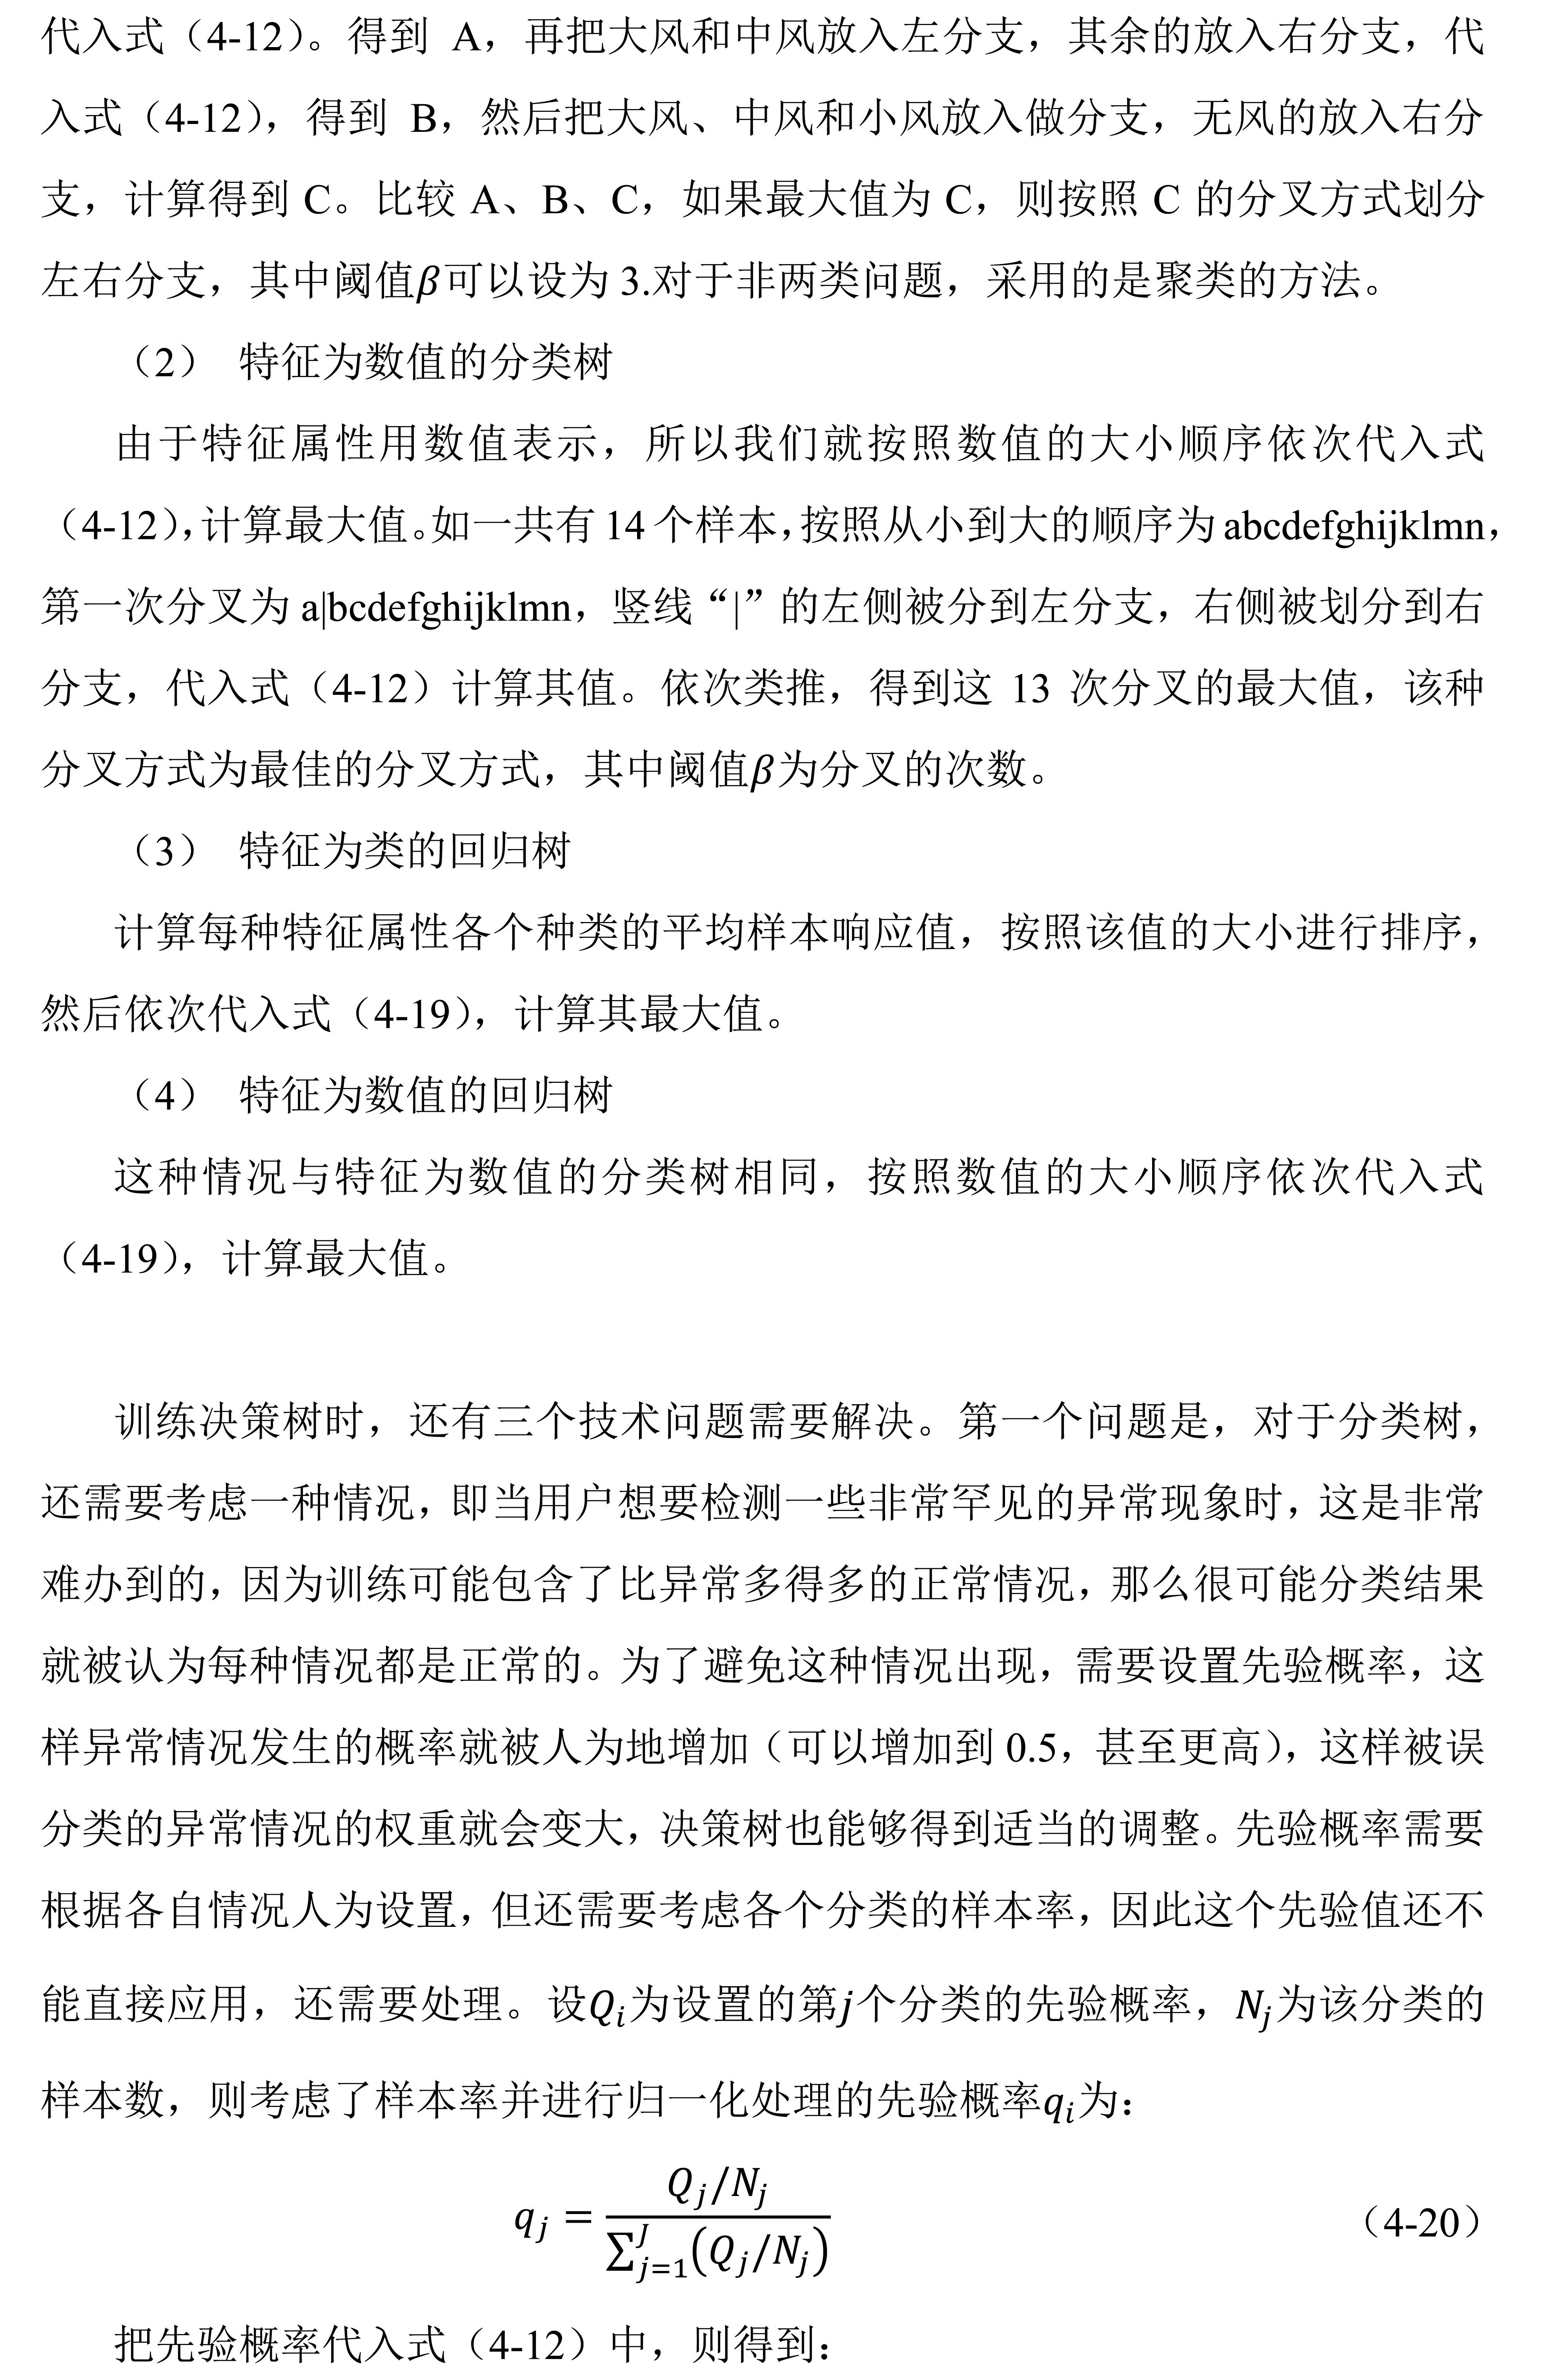 代入式（4-12）。得到 A，再把大风和中风放入左分支，其余的放入右分支，代
入式（4-12），得到 B，然后把大风、中风和小风放入做分支，无风的放入右分
支，计算得到 C。比较 A、B、C，如果最大值为 C，则按照 C 的分叉方式划分
左右分支，其中阈值β可以设为 3.对于非两类问题，采用的是聚类的方法。
（2） 特征为数值的分类树
由于特征属性用数值表示，所以我们就按照数值的大小顺序依次代入式
（4-12），计算最大值。如一共有 14 个样本，按照从小到大的顺序为 abcdefghijklmn，
第一次分叉为 a|bcdefghijklmn，竖线“|”的左侧被分到左分支，右侧被划分到右
分支，代入式（4-12）计算其值。依次类推，得到这 13 次分叉的最大值，该种
分叉方式为最佳的分叉方式，其中阈值β为分叉的次数。
（3） 特征为类的回归树
计算每种特征属性各个种类的平均样本响应值，按照该值的大小进行排序，
然后依次代入式（4-19），计算其最大值。
（4） 特征为数值的回归树
这种情况与特征为数值的分类树相同，按照数值的大小顺序依次代入式
（4-19），计算最大值。
训练决策树时，还有三个技术问题需要解决。第一个问题是，对于分类树，
还需要考虑一种情况，即当用户想要检测一些非常罕见的异常现象时，这是非常
难办到的，因为训练可能包含了比异常多得多的正常情况，那么很可能分类结果
就被认为每种情况都是正常的。为了避免这种情况出现，需要设置先验概率，这
样异常情况发生的概率就被人为地增加（可以增加到 0.5，甚至更高），这样被误
分类的异常情况的权重就会变大，决策树也能够得到适当的调整。先验概率需要
根据各自情况人为设置，但还需要考虑各个分类的样本率，因此这个先验值还不
能直接应用，还需要处理。设Q_i为设置的第j个分类的先验概率，N_j为该分类的
样本数，则考虑了样本率并进行归一化处理的先验概率q_i为：
q_j = \frac{Q_j/N_j}{\sum_{j=1}^{J}(Q_j/N_j)} （4-20）
把先验概率代入式（4-12）中，则得到：